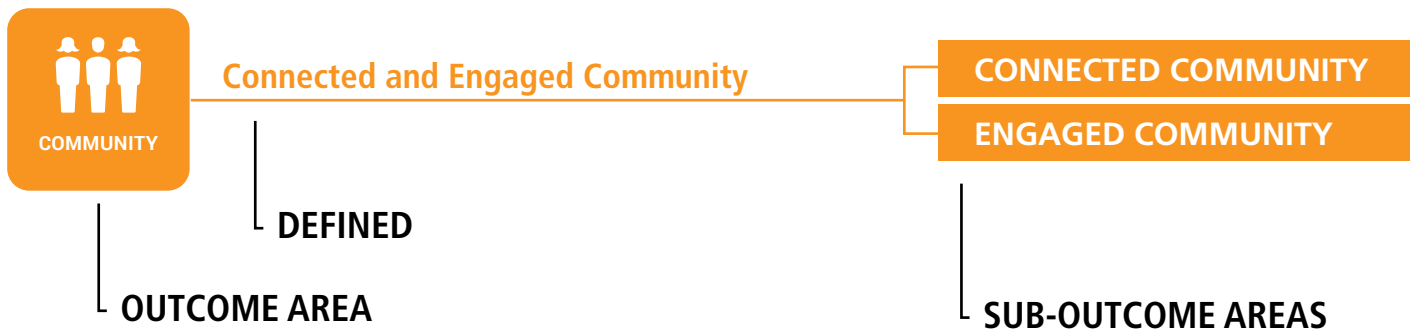 COMMUNITY
Connected and Engaged Community
CONNECTED COMMUNITY
ENGAGED COMMUNITY
DEFINED
OUTCOME AREA
SUB-OUTCOME AREAS